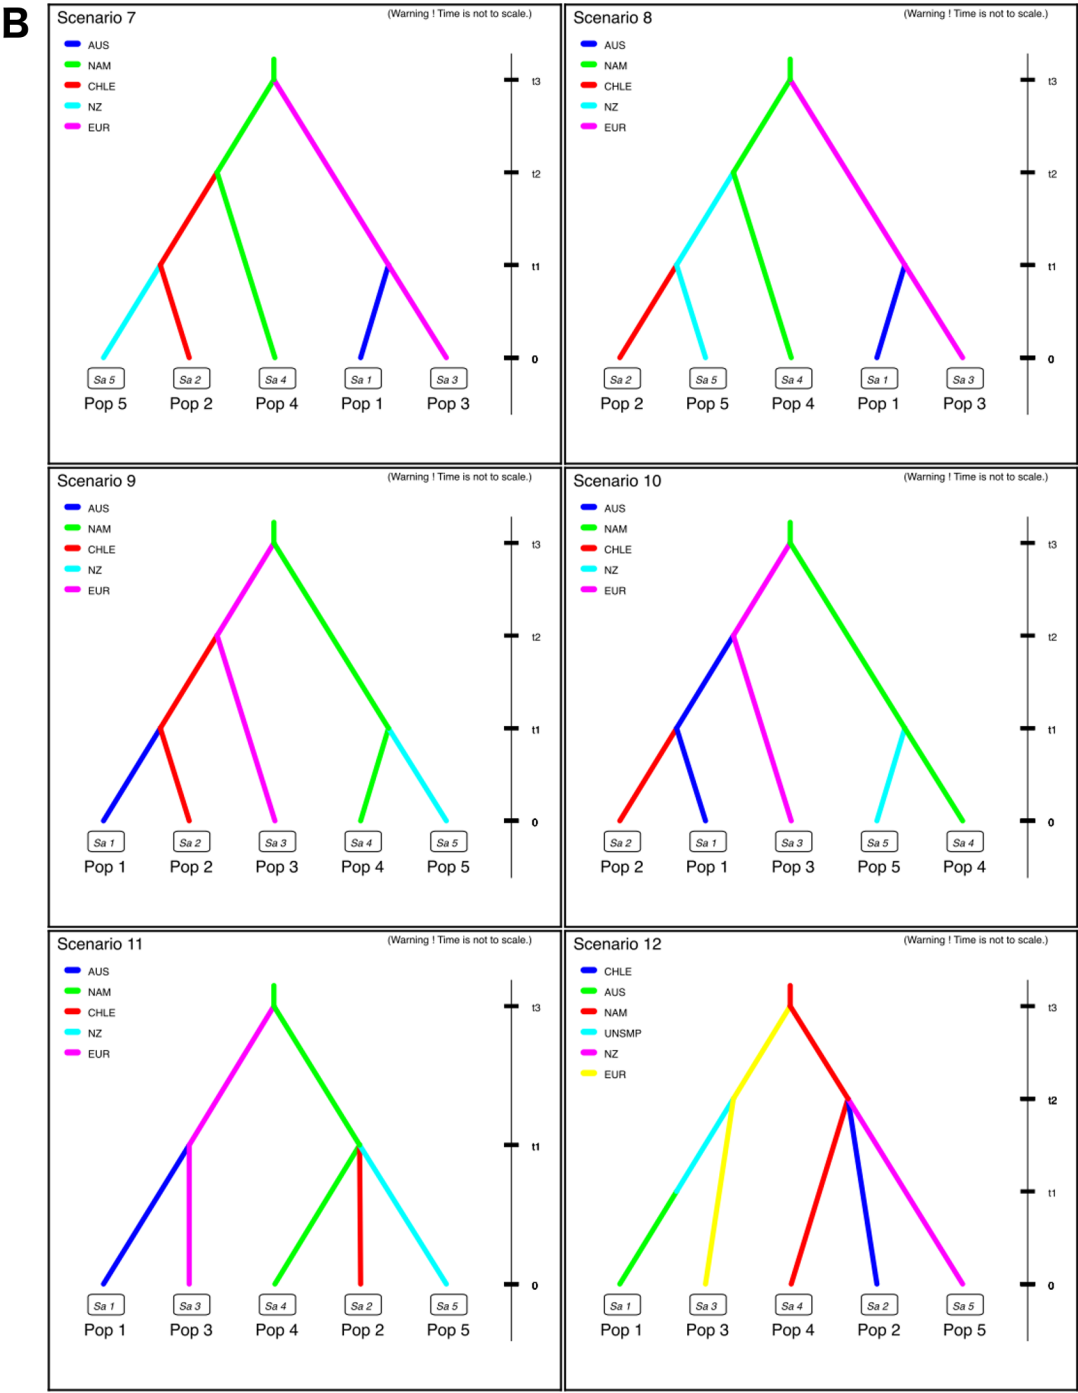 B
Scenario 7
(Warning ! Time is not to scale.)
AUS
NAM
CHLE
NZ
EUR
t3
t2
t1
0
Sa 5 Sa 2 Sa 4 Sa 1 Sa 3
Pop 5 Pop 2 Pop 4 Pop 1 Pop 3
Scenario 8
(Warning ! Time is not to scale.)
AUS
NAM
CHLE
NZ
EUR
t3
t2
t1
0
Sa 2 Sa 5 Sa 4 Sa 1 Sa 3
Pop 2 Pop 5 Pop 4 Pop 1 Pop 3
Scenario 9
(Warning ! Time is not to scale.)
AUS
NAM
CHLE
NZ
EUR
t3
t2
t1
0
Sa 1 Sa 2 Sa 3 Sa 4 Sa 5
Pop 1 Pop 2 Pop 3 Pop 4 Pop 5
Scenario 10
(Warning ! Time is not to scale.)
AUS
NAM
CHLE
NZ
EUR
t3
t2
t1
0
Sa 2 Sa 1 Sa 3 Sa 5 Sa 4
Pop 2 Pop 1 Pop 3 Pop 5 Pop 4
Scenario 11
(Warning ! Time is not to scale.)
AUS
NAM
CHLE
NZ
EUR
t3
t1
0
Sa 1 Sa 3 Sa 4 Sa 2 Sa 5
Pop 1 Pop 3 Pop 4 Pop 2 Pop 5
Scenario 12
(Warning ! Time is not to scale.)
CHLE
AUS
NAM
UNSMP
NZ
EUR
t3
t2
t1
0
Sa 1 Sa 3 Sa 4 Sa 2 Sa 5
Pop 1 Pop 3 Pop 4 Pop 2 Pop 5